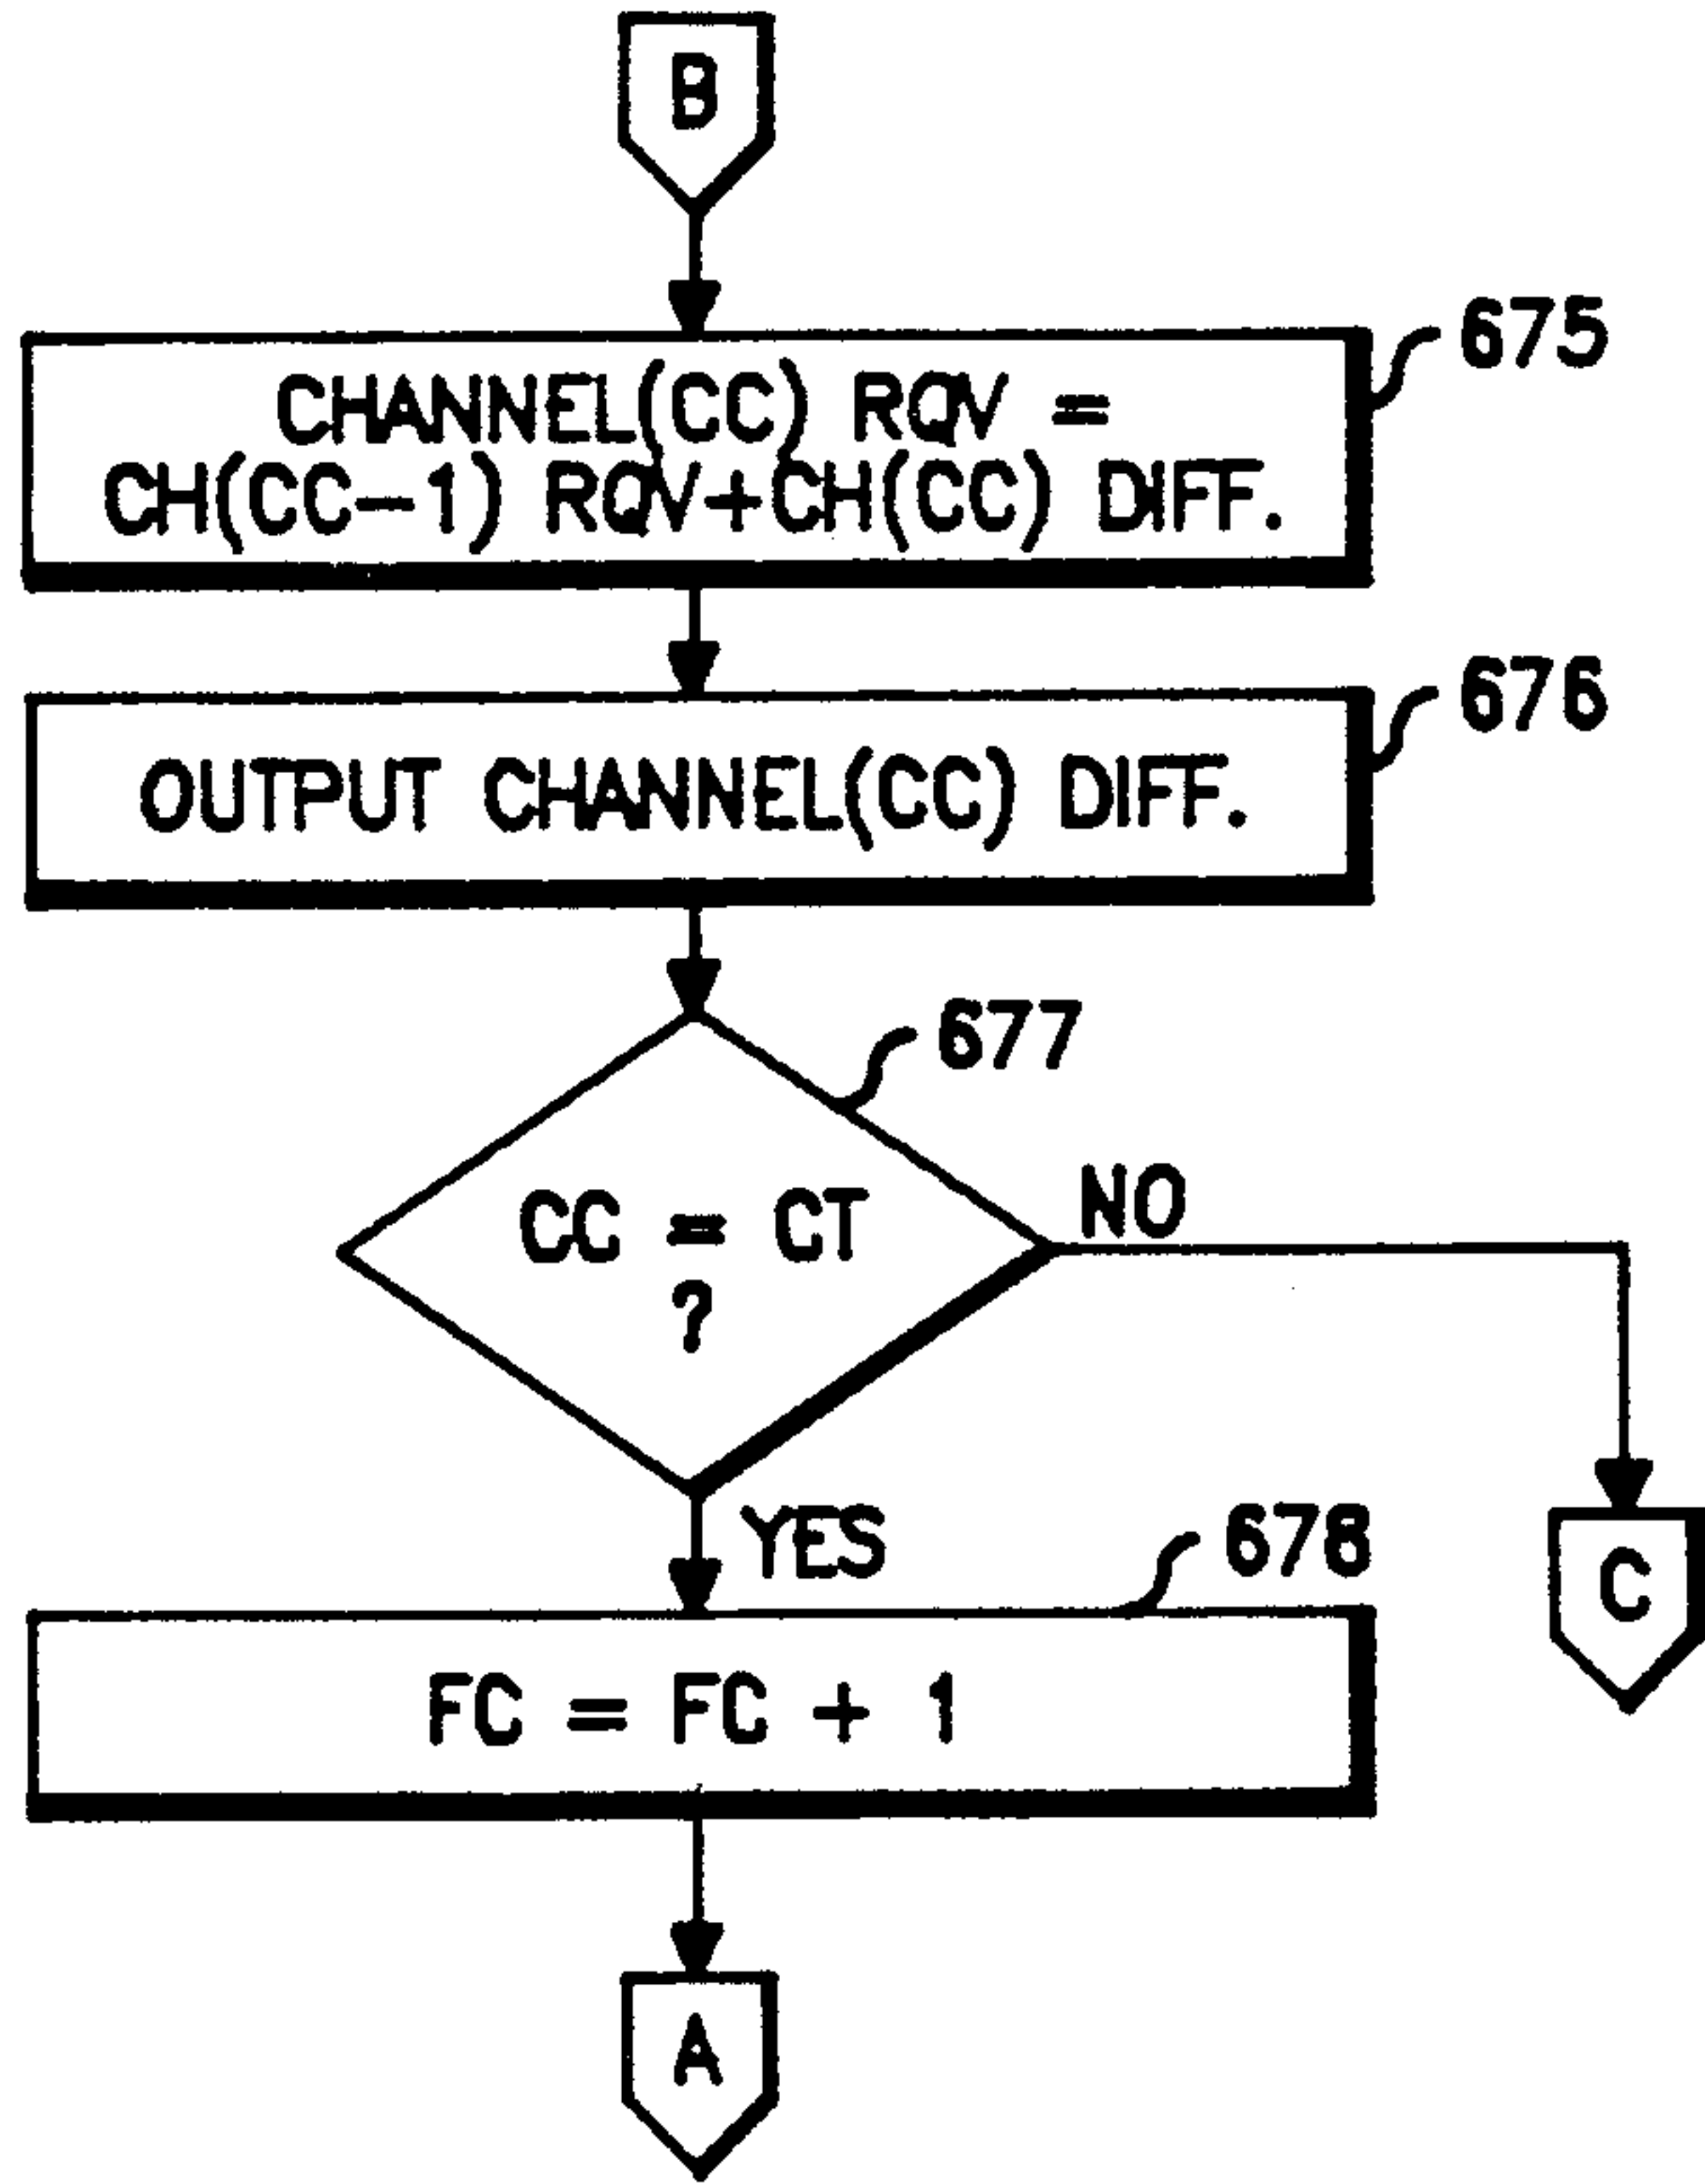 B
675
CHANNEL(CC) RQV =
CH(CC-1) RQV+CH(CC) DIFF.
676
OUTPUT CHANNEL(CC) DIFF.
677
CC = CT
?
NO
YES
678
C
FC = FC + 1
A